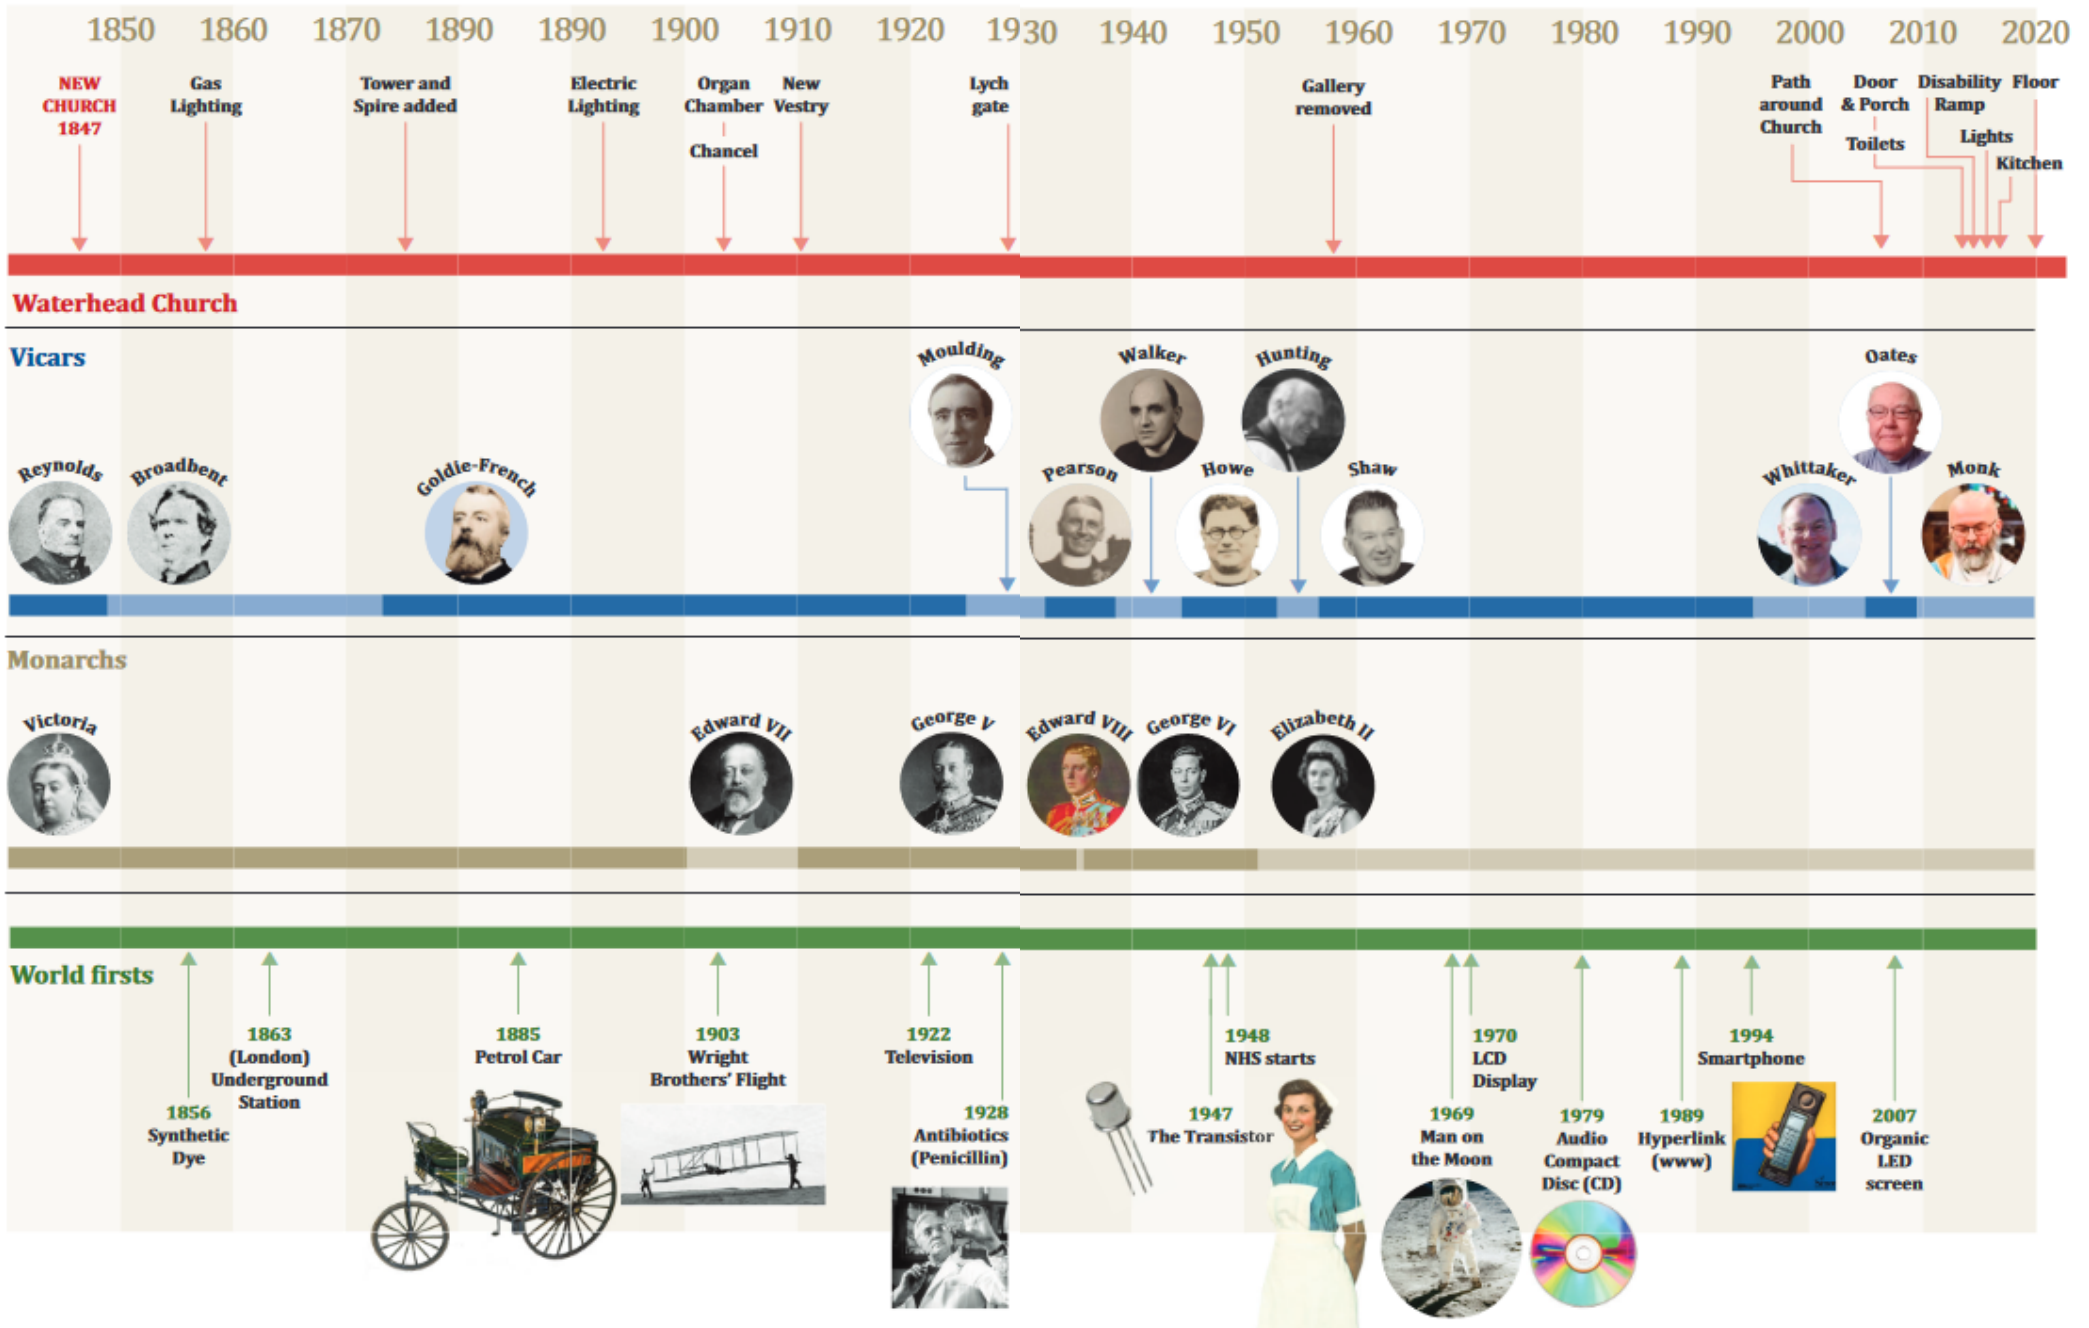 1850 1860 1870 1890 1890 1900 1910 1920 1930 1940 1950 1960 1970 1980 1990 2000 2010 2020
NEW
CHURCH
1847
Gas
Lighting
Tower and
Spire added
Electric
Lighting
Organ
Chamber
Chancel
New
Vestry
Lych
gate
Gallery
removed
Path
around
Church
Door
& Porch
Toilets
Disability
Ramp
Lights
Kitchen
Floor
Waterhead Church
Vicars
Reynolds
Broadbent
Goldie-French
Moulding
Pearson
Walker
Howe
Hunting
Shaw
Whittaker
Oates
Monk
Monarchs
Victoria
Edward VII
George V
Edward VIII
George VI
Elizabeth II
World firsts
1856
Synthetic
Dye
1863
(London)
Underground
Station
1885
Petrol Car
1903
Wright
Brothers' Flight
1922
Television
1928
Antibiotics
(Penicillin)
1947
The Transistor
1948
NHS starts
1969
Man on
the Moon
1970
LCD
Display
1979
Audio
Compact
Disc (CD)
1989
Hyperlink
(www)
1994
Smartphone
2007
Organic
LED
screen